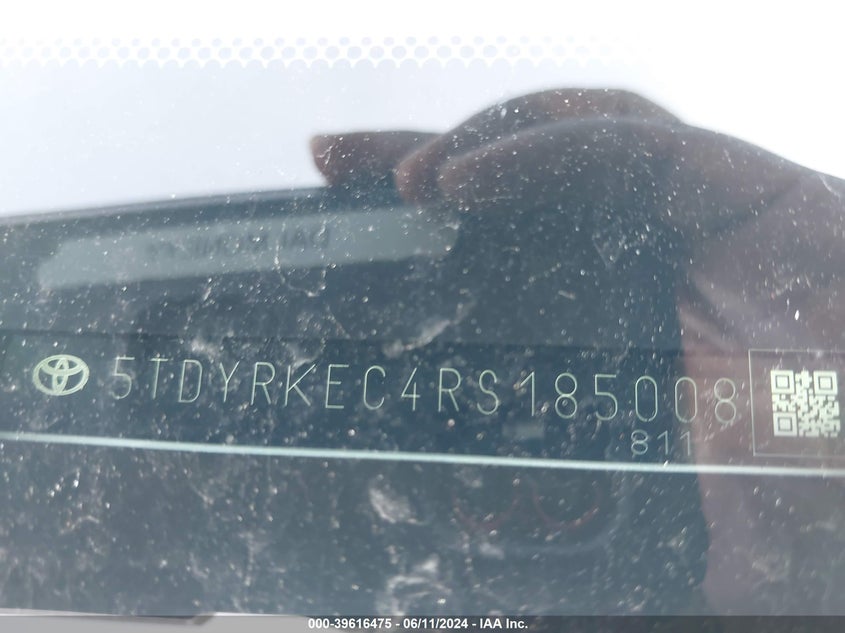 5TDYRKEC4RS185008
811
000-39616475 - 06/11/2024 - IAA Inc.